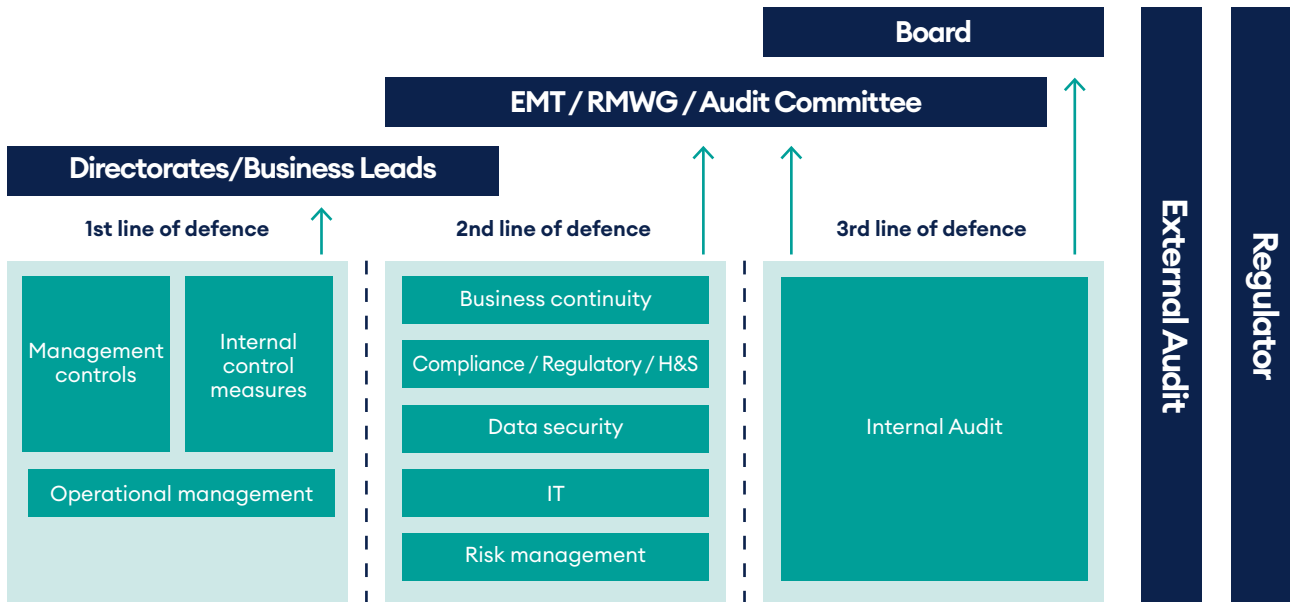 Board
EMT / RMWG / Audit Committee
Directorates/Business Leads
1st line of defence
2nd line of defence
3rd line of defence
Management
controls
Internal
control
measures
Operational management
Business continuity
Compliance / Regulatory / H&S
Data security
IT
Risk management
Internal Audit
External Audit
Regulator